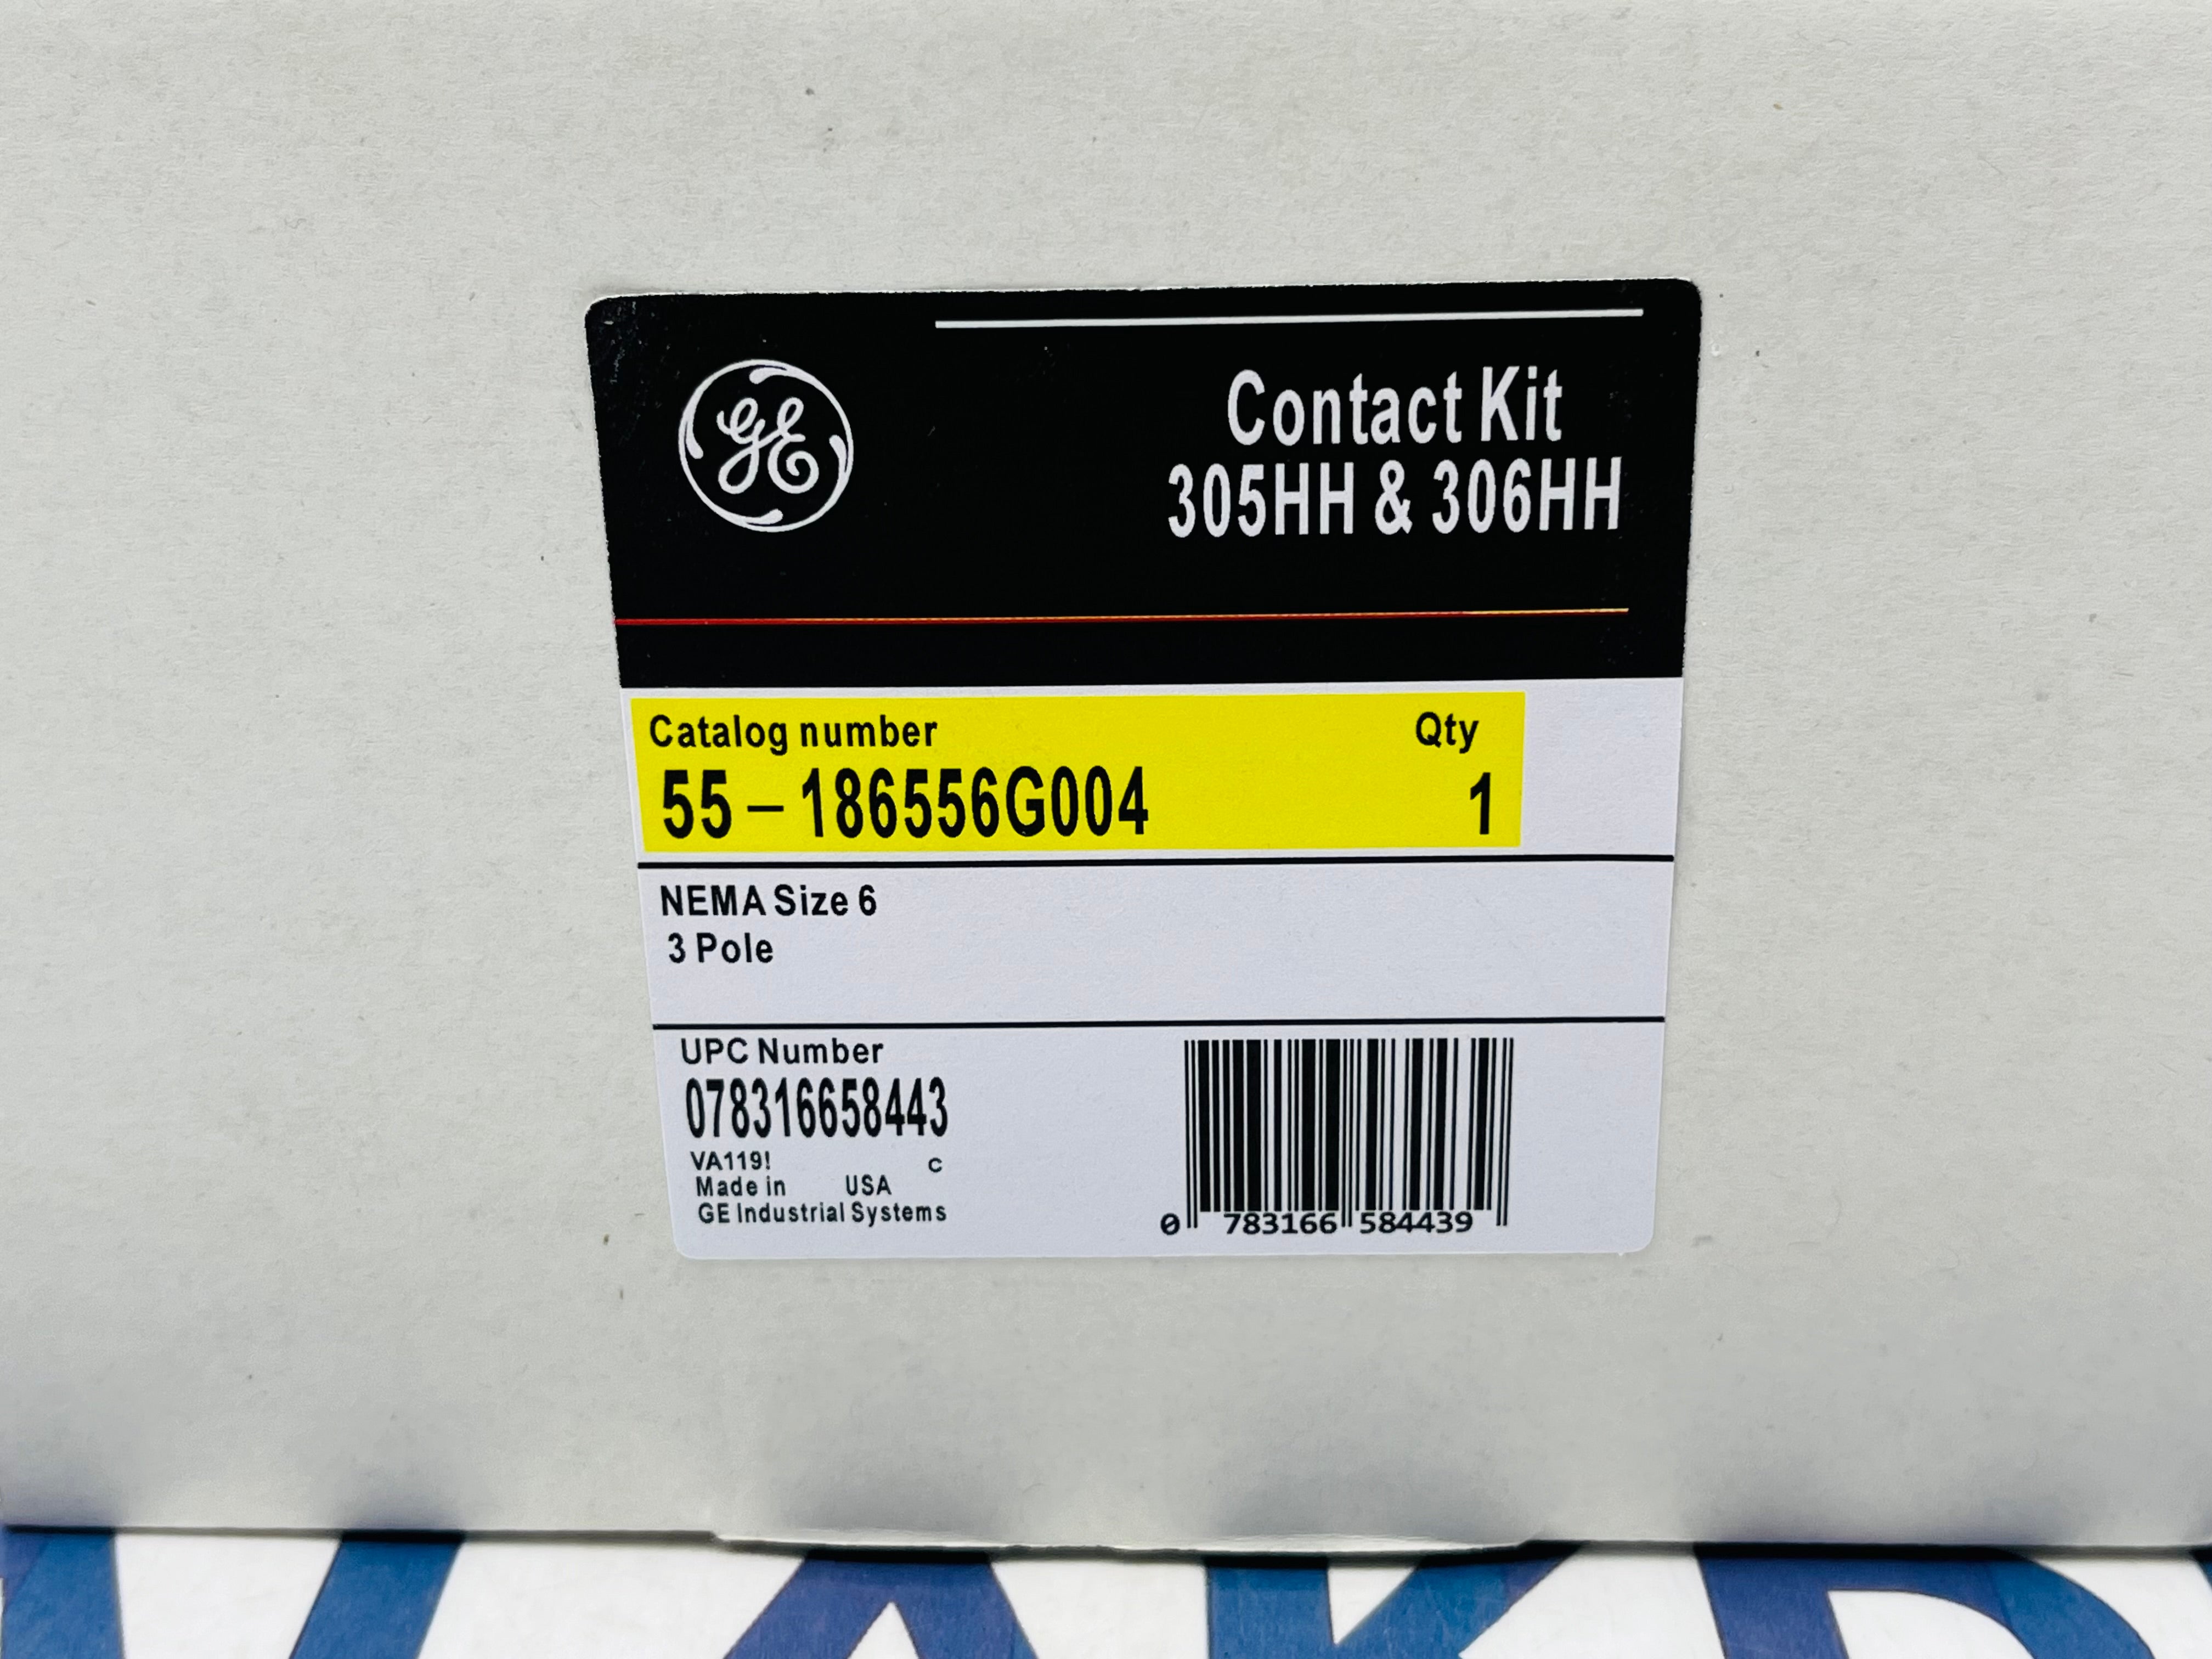 GE
Contact Kit
305HH & 306HH
Catalog number Qty
55-186556G004 1
NEMA Size 6
3 Pole
UPC Number
078316658443
VA119! C
Made in USA
GE Industrial Systems
0 783166 584439